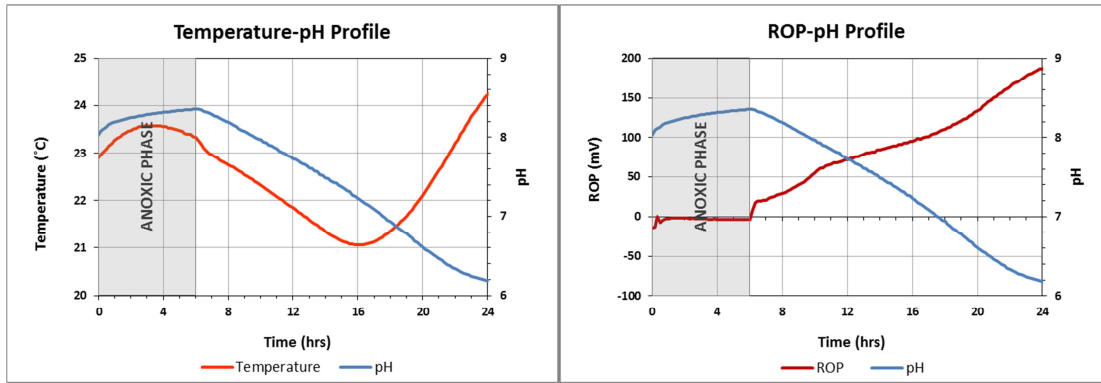 Temperature-pH Profile
25
24
23
22
21
20
9
8
7
6
0
4
8
12
16
20
24
Temperature (˚C)
pH
ANOXIC PHASE
Time (hrs)
Temperature
pH
ROP-pH Profile
200
150
100
50
0
-50
-100
9
8
7
6
0
4
8
12
16
20
24
ROP (mV)
pH
ANOXIC PHASE
Time (hrs)
ROP
pH